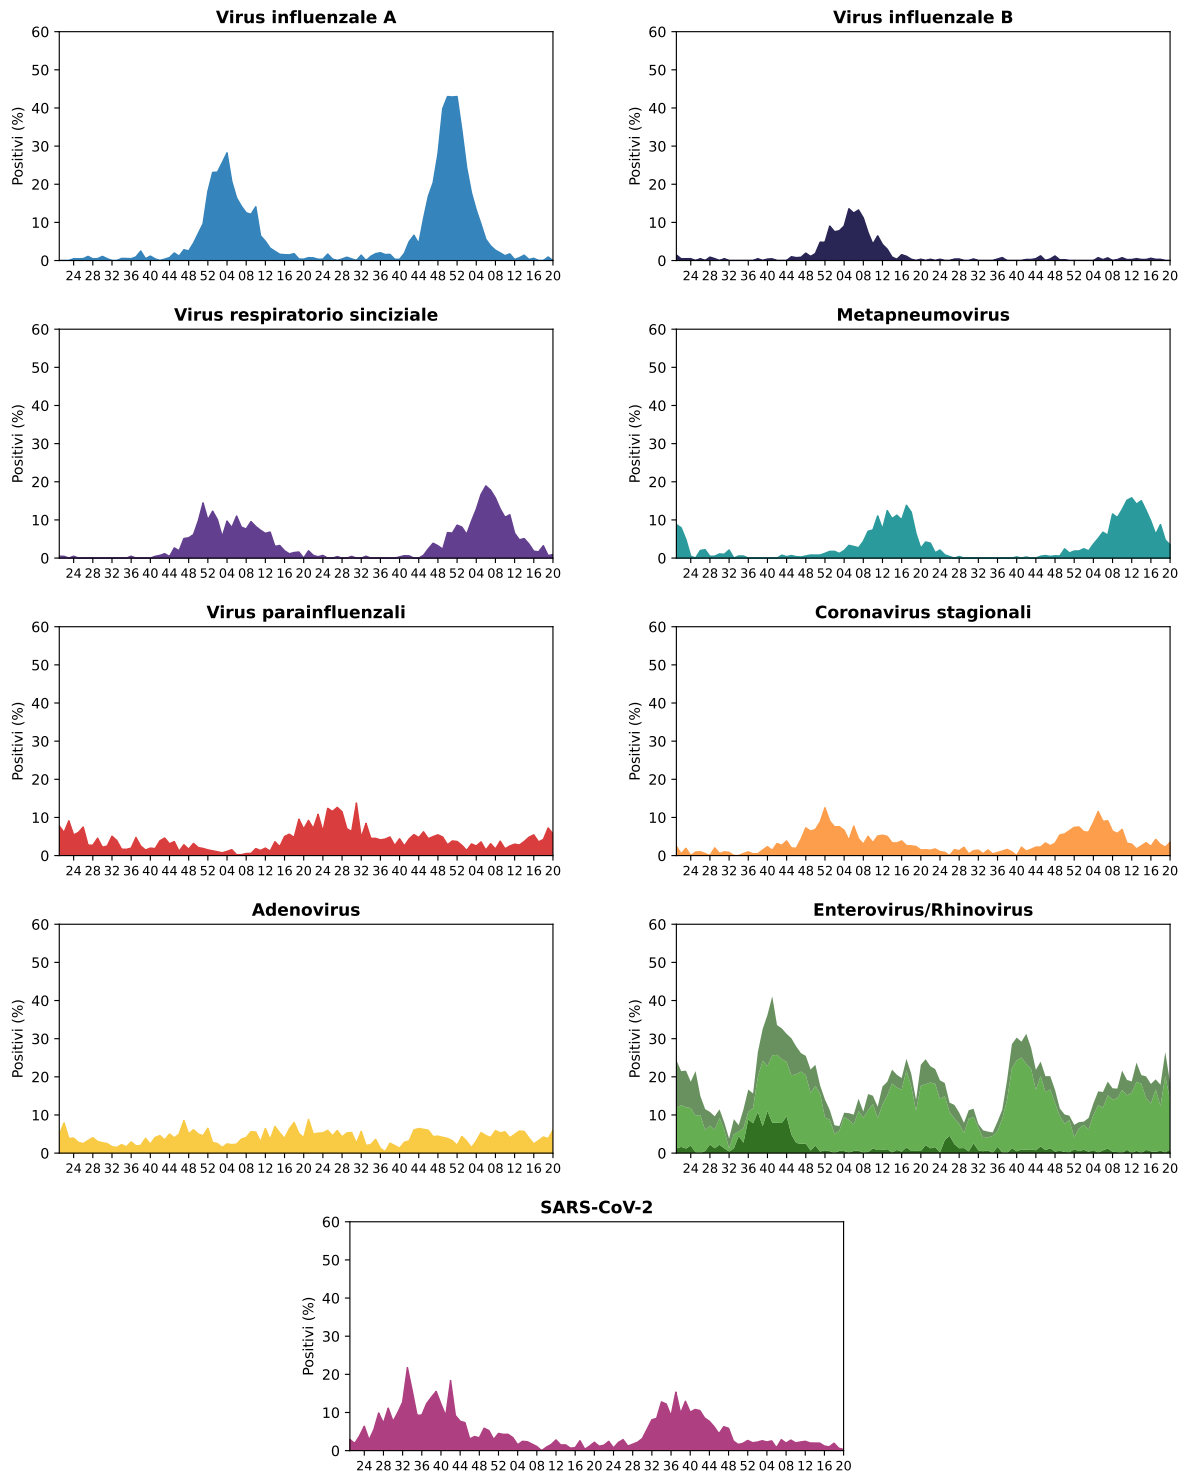 Virus influenzale A
60
50
40
30
20
10
0
Positivi (%)
24 28 32 36 40 44 48 52 04 08 12 16 20 24 28 32 36 40 44 48 52 04 08 12 16 20
Virus influenzale B
60
50
40
30
20
10
0
Positivi (%)
24 28 32 36 40 44 48 52 04 08 12 16 20 24 28 32 36 40 44 48 52 04 08 12 16 20
Virus respiratorio sinciziale
60
50
40
30
20
10
0
Positivi (%)
24 28 32 36 40 44 48 52 04 08 12 16 20 24 28 32 36 40 44 48 52 04 08 12 16 20
Metapneumovirus
60
50
40
30
20
10
0
Positivi (%)
24 28 32 36 40 44 48 52 04 08 12 16 20 24 28 32 36 40 44 48 52 04 08 12 16 20
Virus parainfluenzali
60
50
40
30
20
10
0
Positivi (%)
24 28 32 36 40 44 48 52 04 08 12 16 20 24 28 32 36 40 44 48 52 04 08 12 16 20
Coronavirus stagionali
60
50
40
30
20
10
0
Positivi (%)
24 28 32 36 40 44 48 52 04 08 12 16 20 24 28 32 36 40 44 48 52 04 08 12 16 20
Adenovirus
60
50
40
30
20
10
0
Positivi (%)
24 28 32 36 40 44 48 52 04 08 12 16 20 24 28 32 36 40 44 48 52 04 08 12 16 20
Enterovirus/Rhinovirus
60
50
40
30
20
10
0
Positivi (%)
24 28 32 36 40 44 48 52 04 08 12 16 20 24 28 32 36 40 44 48 52 04 08 12 16 20
SARS-CoV-2
60
50
40
30
20
10
0
Positivi (%)
24 28 32 36 40 44 48 52 04 08 12 16 20 24 28 32 36 40 44 48 52 04 08 12 16 20